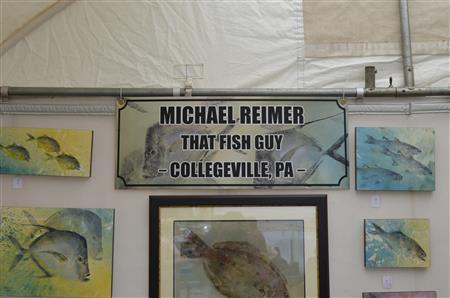 MICHAEL REIMER
THAT FISH GUY
– COLLEGEVILLE, PA –